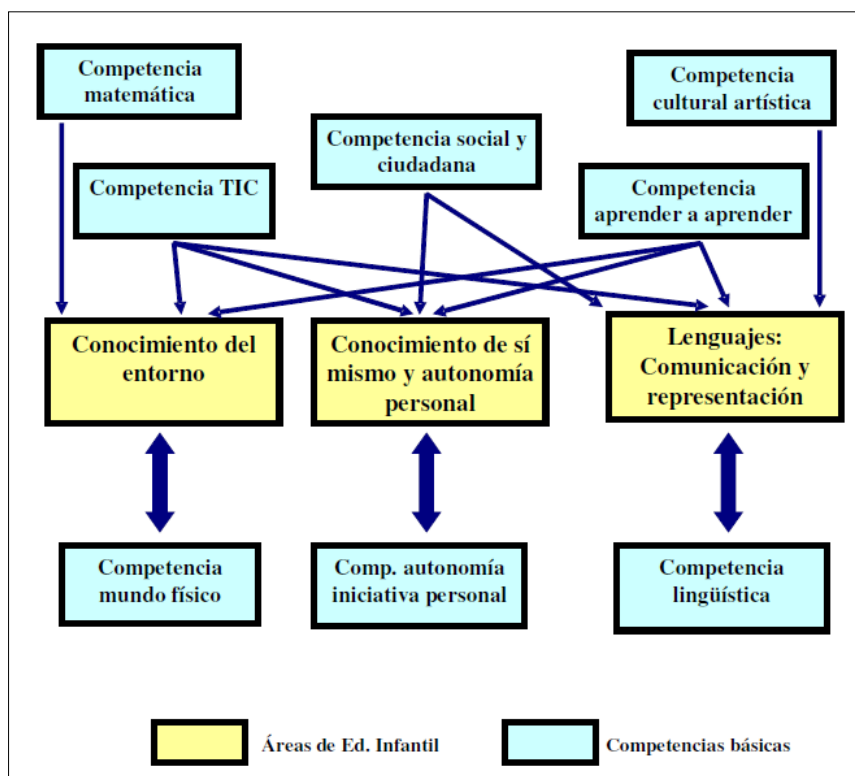 Competencia
matemática
Competencia
cultural artística
Competencia social y
ciudadana
Competencia TIC
Competencia
aprender a aprender
Conocimiento del
entorno
Conocimiento de sí
mismo y autonomía
personal
Lenguajes:
Comunicación y
representación
Competencia
mundo físico
Comp. autonomía
iniciativa personal
Competencia
lingüística
Áreas de Ed. Infantil
Competencias básicas